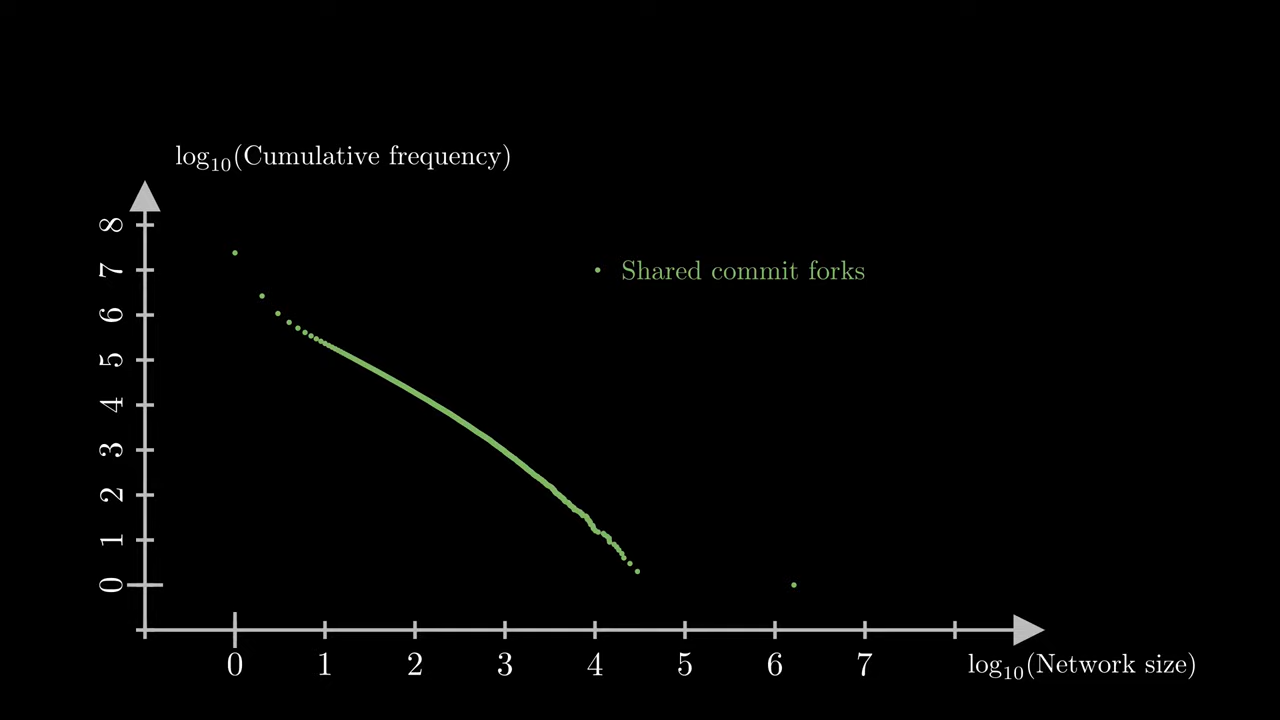 log₁₀(Cumulative frequency)
8
7
6
5
4
3
2
1
0
Shared commit forks
0 1 2 3 4 5 6 7
log₁₀(Network size)